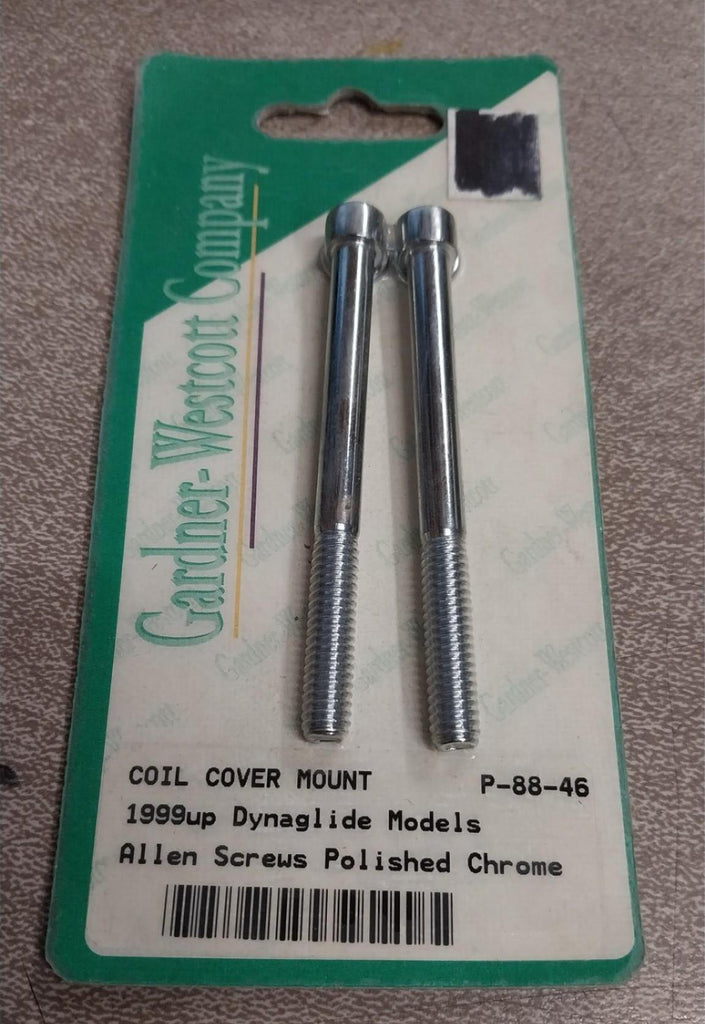 Gardner-Westcott Company
COIL COVER MOUNT P-88-46
1999up Dynaglide Models
Allen Screws Polished Chrome